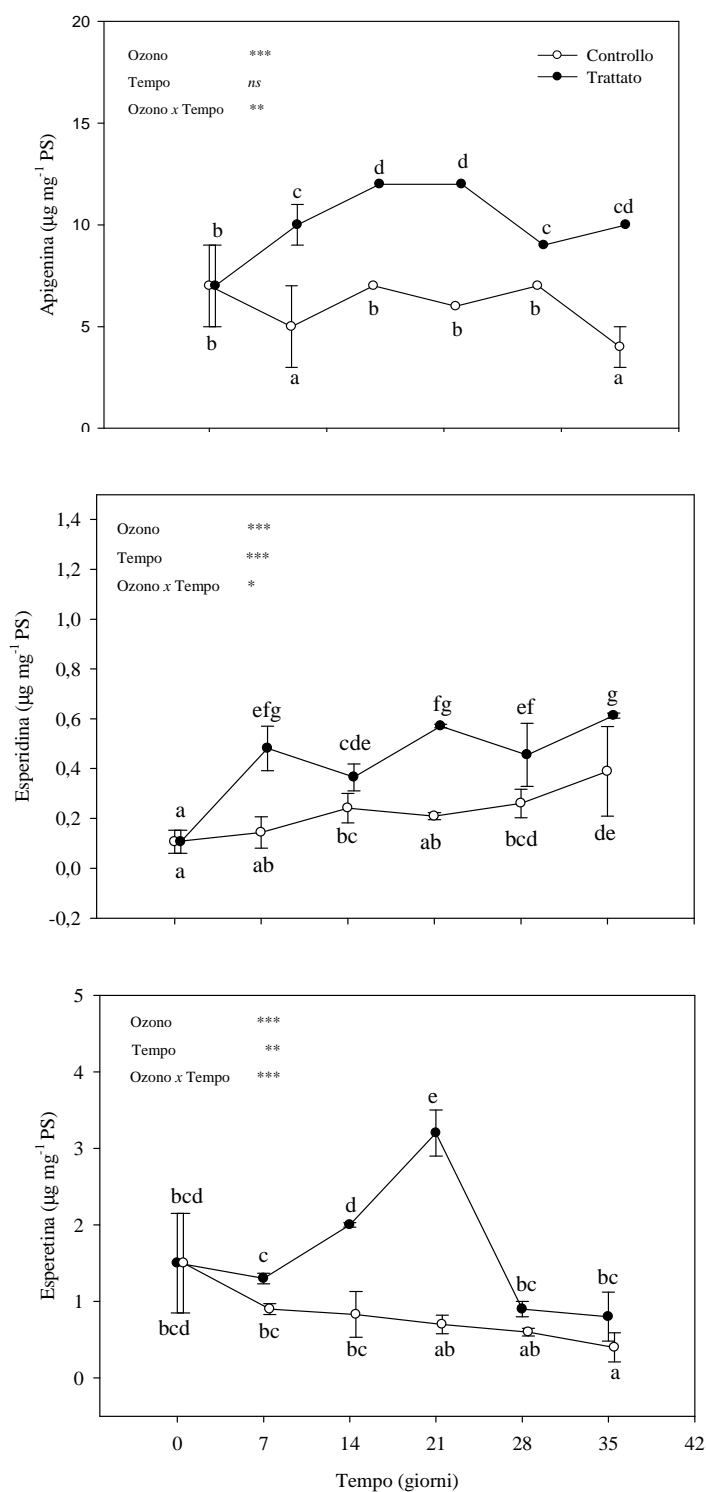 20
15
10
5
0
Apigenina (µg mg-1 PS)
Ozono ***
Tempo ns
Ozono x Tempo **
Controllo
Trattato
b c d d c cd
b a b b b a
1,4
1,2
1,0
0,8
0,6
0,4
0,2
0,0
-0,2
Esperidina (µg mg-1 PS)
Ozono ***
Tempo ***
Ozono x Tempo *
a efg cde fg ef g
a ab bc ab bcd de
5
4
3
2
1
0
Esperetina (µg mg-1 PS)
Ozono ***
Tempo **
Ozono x Tempo ***
bcd c d e bc bc
bcd bc bc ab ab a
0 7 14 21 28 35 42
Tempo (giorni)